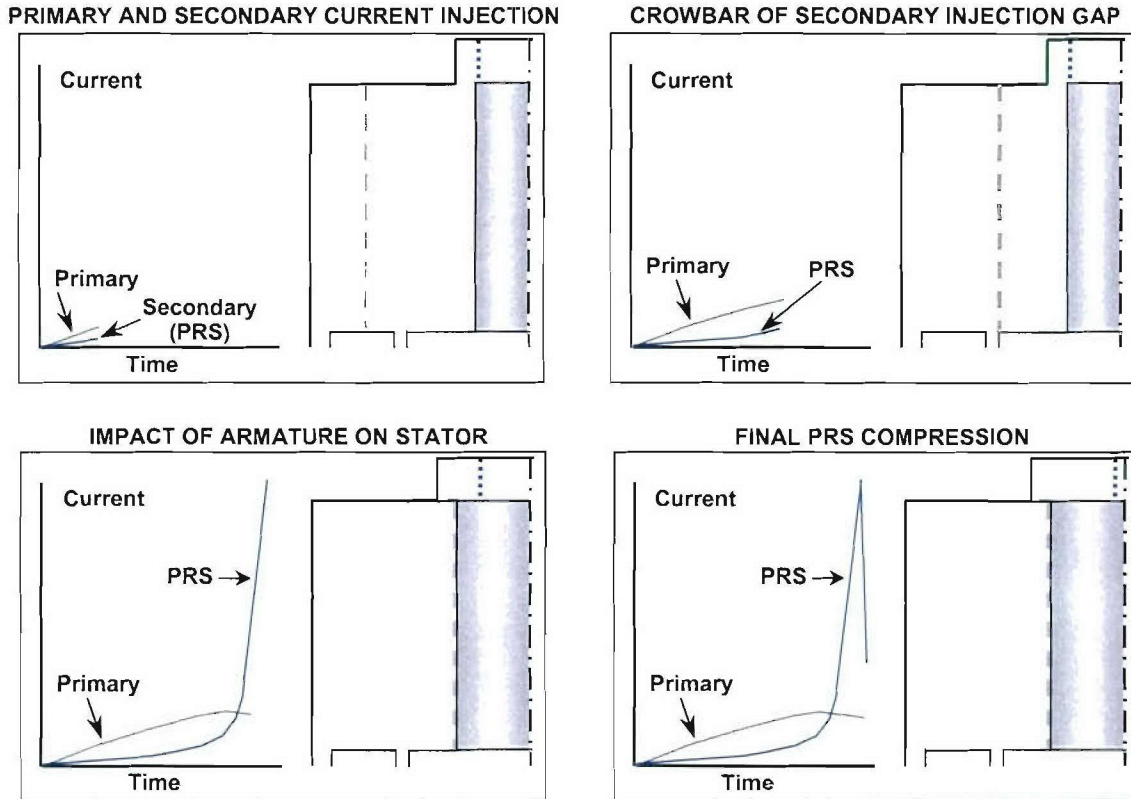 PRIMARY AND SECONDARY CURRENT INJECTION
Current
Primary
Secondary
(PRS)
Time
CROWBAR OF SECONDARY INJECTION GAP
Current
Primary
PRS
Time
IMPACT OF ARMATURE ON STATOR
Current
PRS
Primary
Time
FINAL PRS COMPRESSION
Current
PRS
Primary
Time